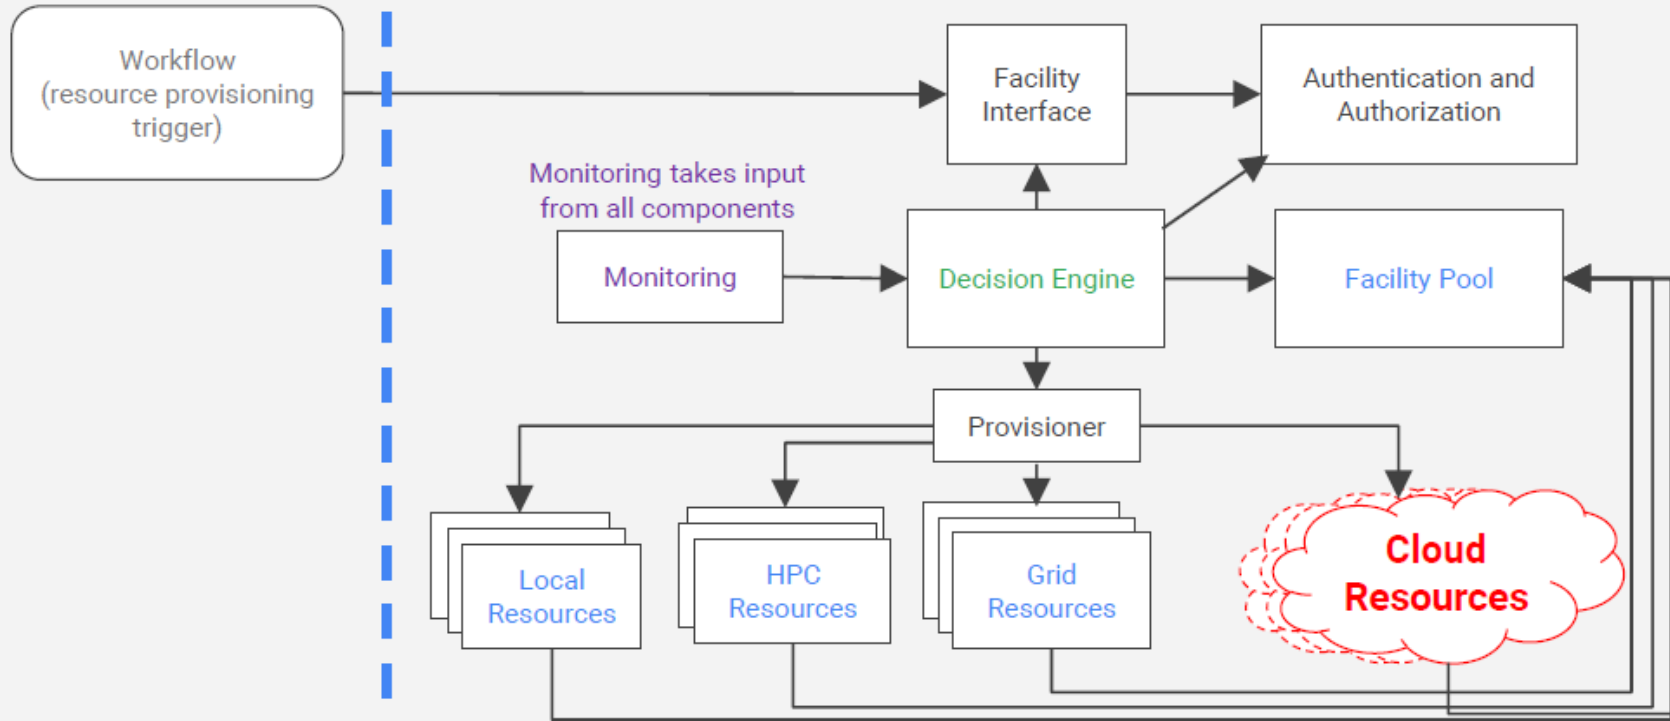 Workflow
(resource provisioning
trigger)
Facility
Interface
Authentication and
Authorization
Monitoring takes input
from all components
Monitoring
Decision Engine
Facility Pool
Provisioner
Local
Resources
HPC
Resources
Grid
Resources
Cloud
Resources